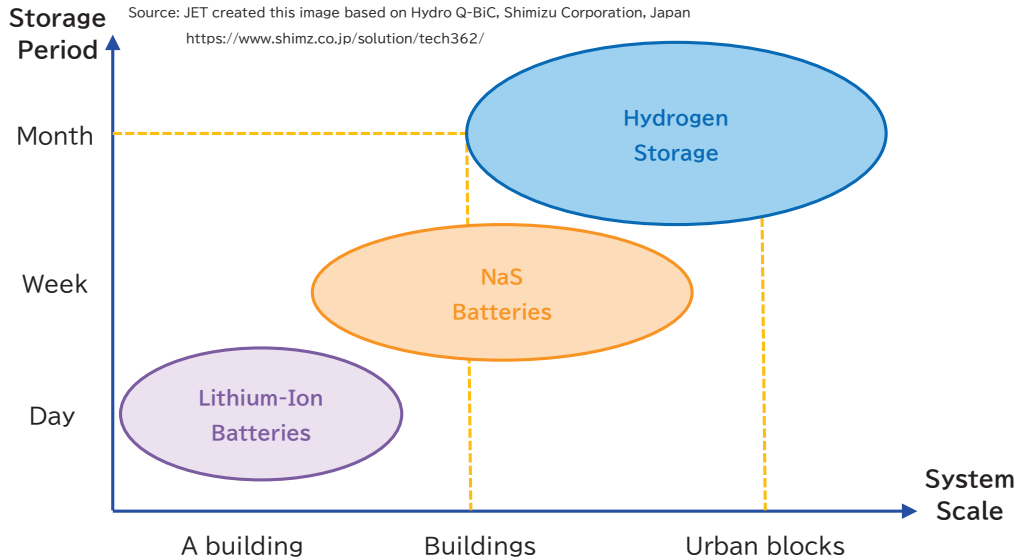 Source: JET created this image based on Hydro Q-BiC, Shimizu Corporation, Japan
https://www.shimz.co.jp/solution/tech362/
Storage
Period
Month
Week
Day
Hydrogen
Storage
NaS
Batteries
Lithium-Ion
Batteries
System
Scale
A building
Buildings
Urban blocks